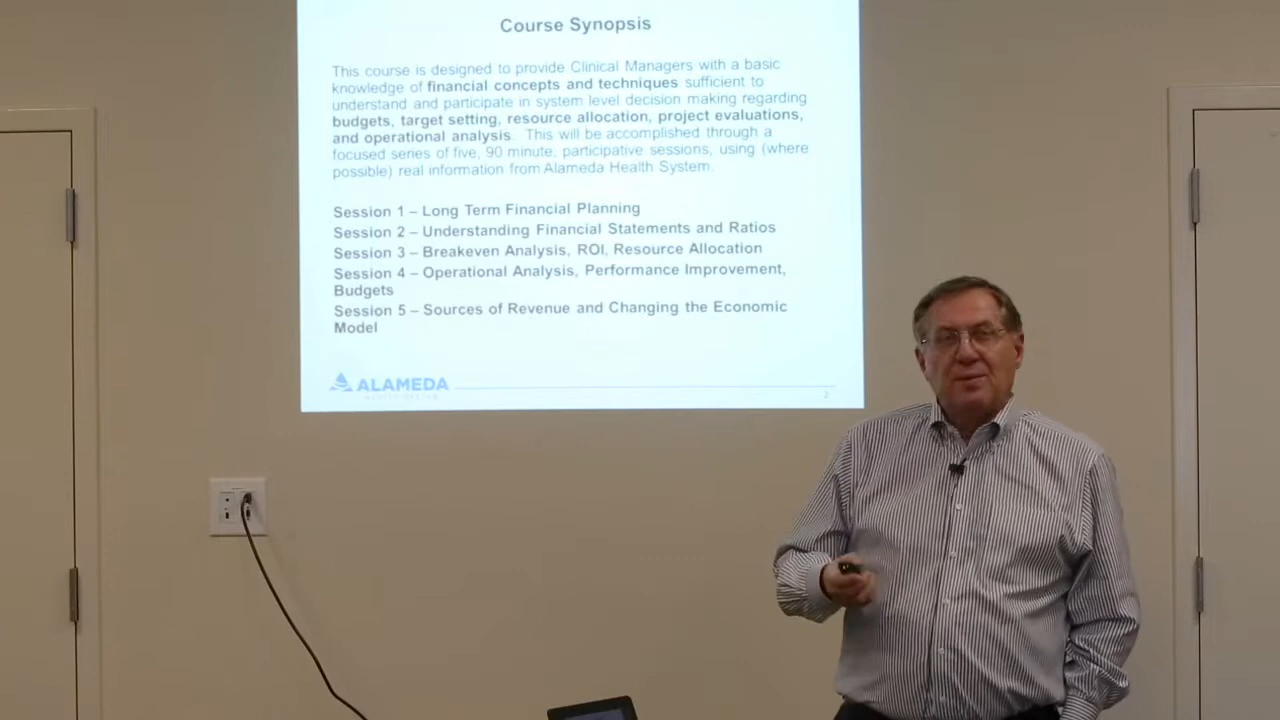 Course Synopsis
This course is designed to provide Clinical Managers with a basic
knowledge of financial concepts and techniques sufficient to
understand and participate in system level decision making regarding
budgets, target setting, resource allocation, project evaluations,
and operational analysis. This will be accomplished through a
focused series of five, 90 minute, participative sessions, using (where
possible) real information from Alameda Health System.
Session 1 – Long Term Financial Planning
Session 2 – Understanding Financial Statements and Ratios
Session 3 – Breakeven Analysis, ROI, Resource Allocation
Session 4 – Operational Analysis, Performance Improvement,
Budgets
Session 5 – Sources of Revenue and Changing the Economic
Model
ALAMEDA
HEALTH SYSTEM
2